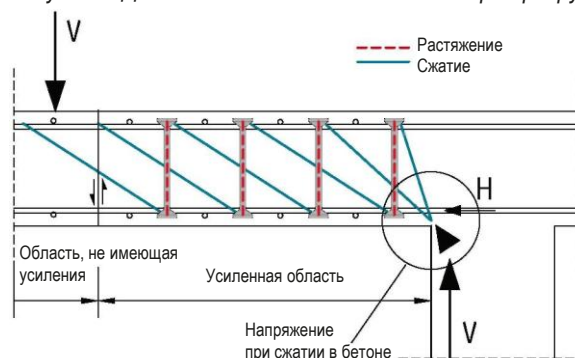 V
Растяжение
Сжатие
H
Область, не имеющая
усиления
Усиленная область
Напряжение
при сжатии в бетоне
V